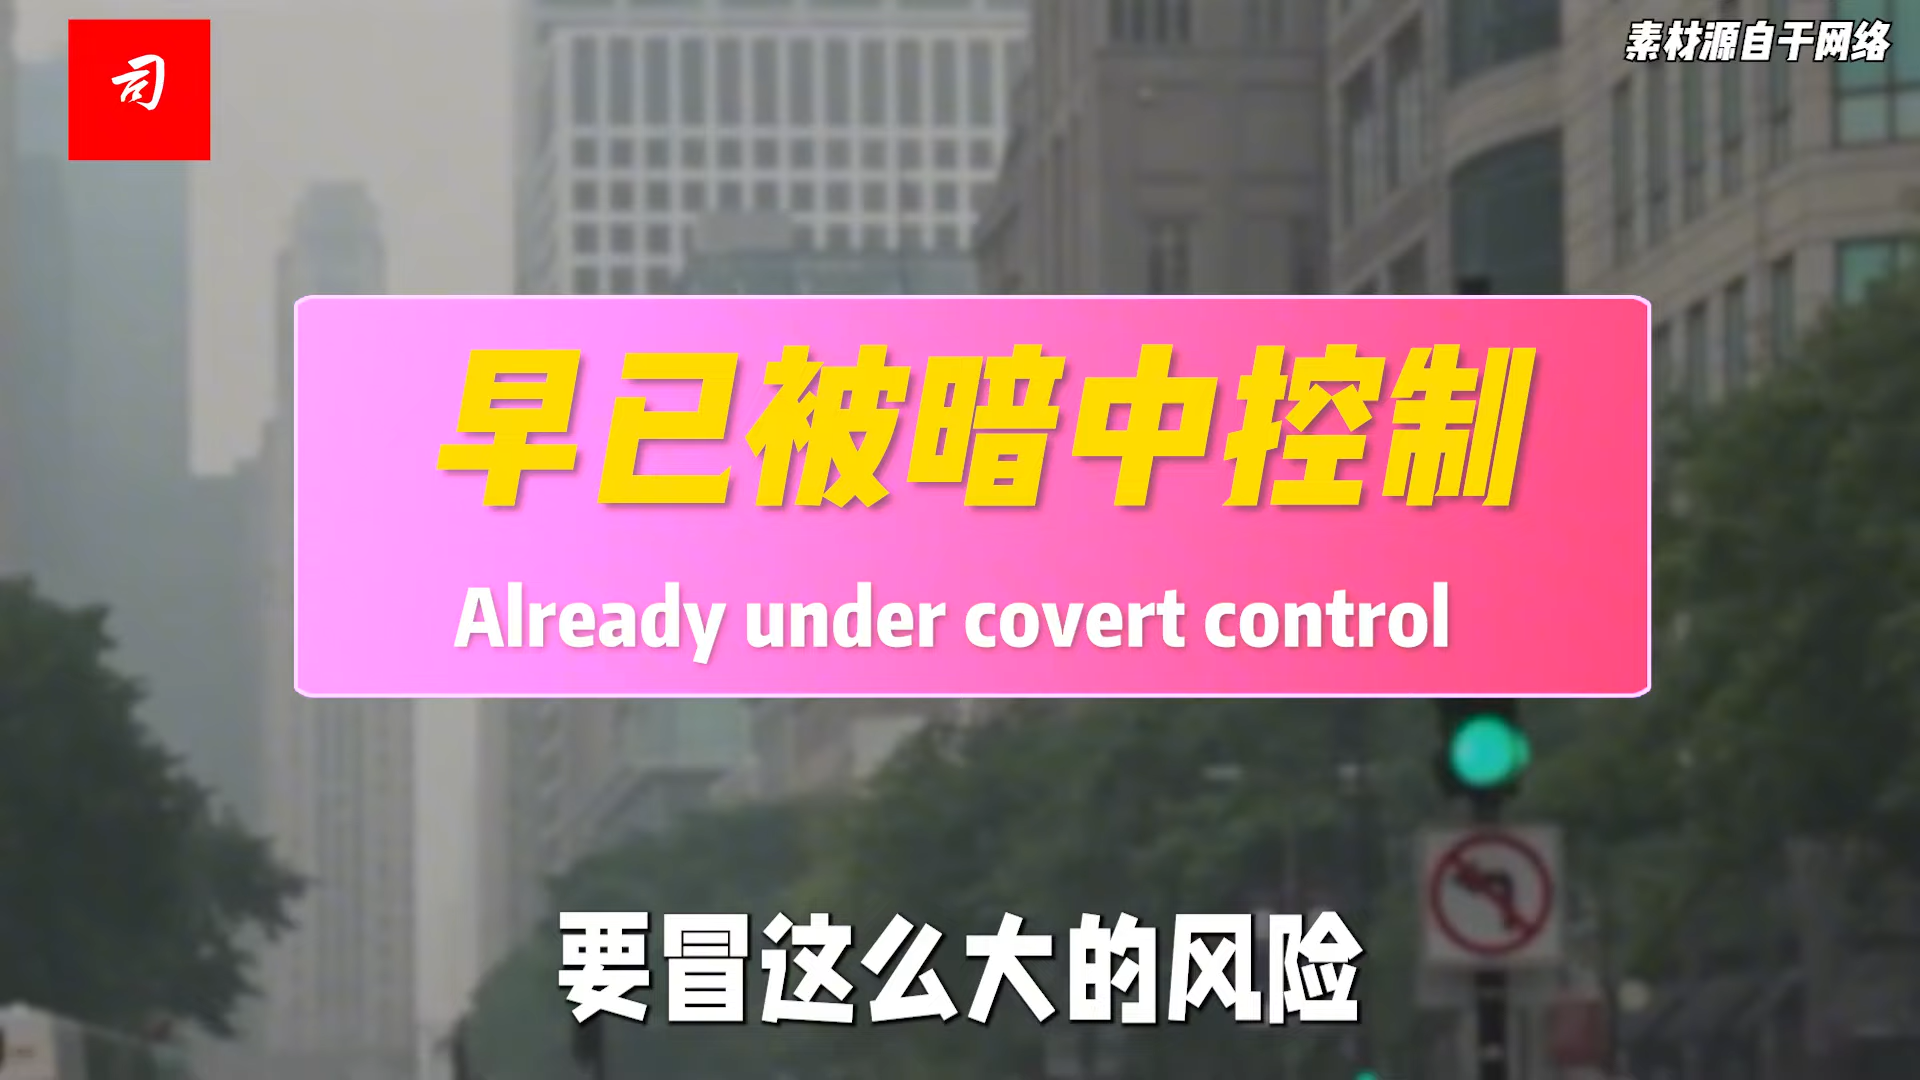 司
素材源自于网络
早已被暗中控制
Already under covert control
要冒这么大的风险